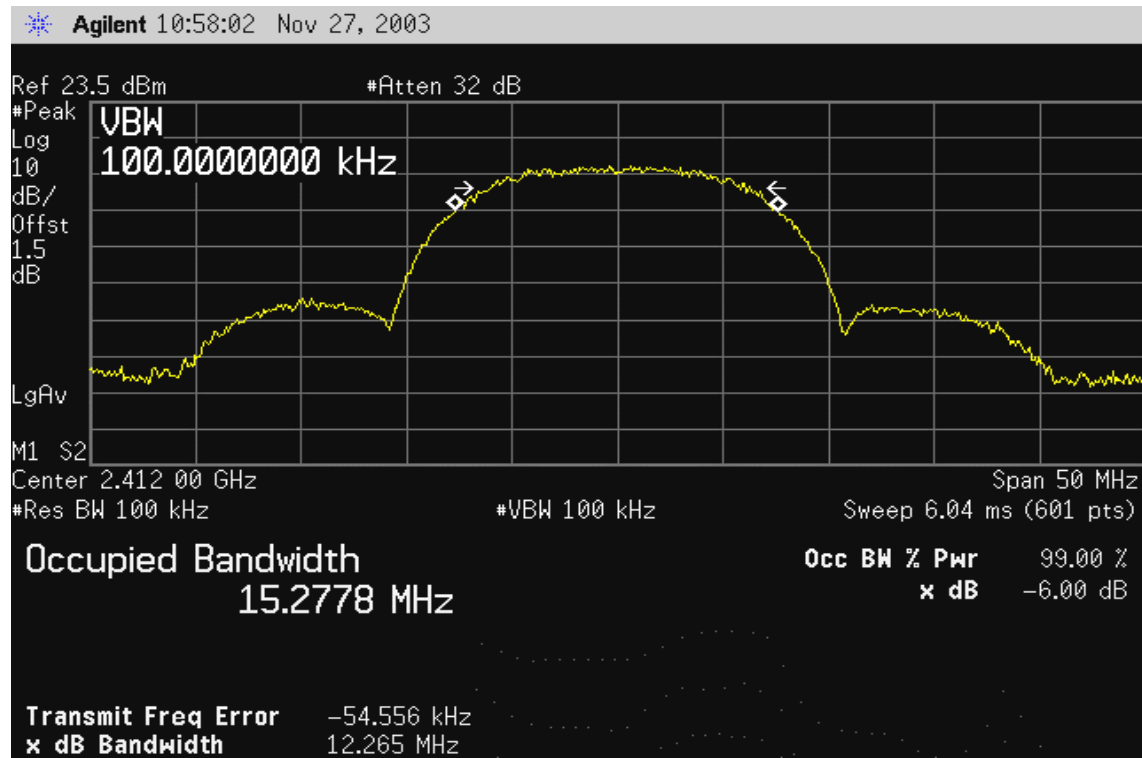 Agilent 10:58:02 Nov 27, 2003
Ref 23.5 dBm #Atten 32 dB
#Peak
Log
10
dB/
Offst
1.5
dB
VBW
100.0000000 kHz
LgAv
M1 S2
Center 2.412 00 GHz Span 50 MHz
#Res BW 100 kHz #VBW 100 kHz Sweep 6.04 ms (601 pts)
Occupied Bandwidth
15.2778 MHz
Occ BW % Pwr 99.00 %
x dB -6.00 dB
Transmit Freq Error -54.556 kHz
x dB Bandwidth 12.265 MHz